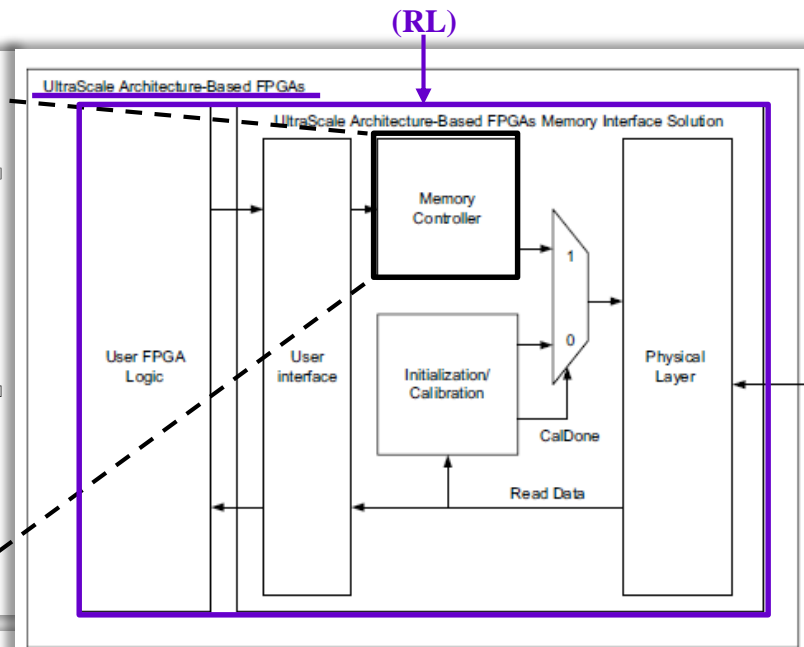 (RL)
UltraScale Architecture-Based FPGAs
UltraScale Architecture-Based FPGAs Memory Interface Solution
Memory
Controller
1
0
User FPGA
Logic
User
interface
Initialization/
Calibration
Physical
Layer
CalDone
Read Data